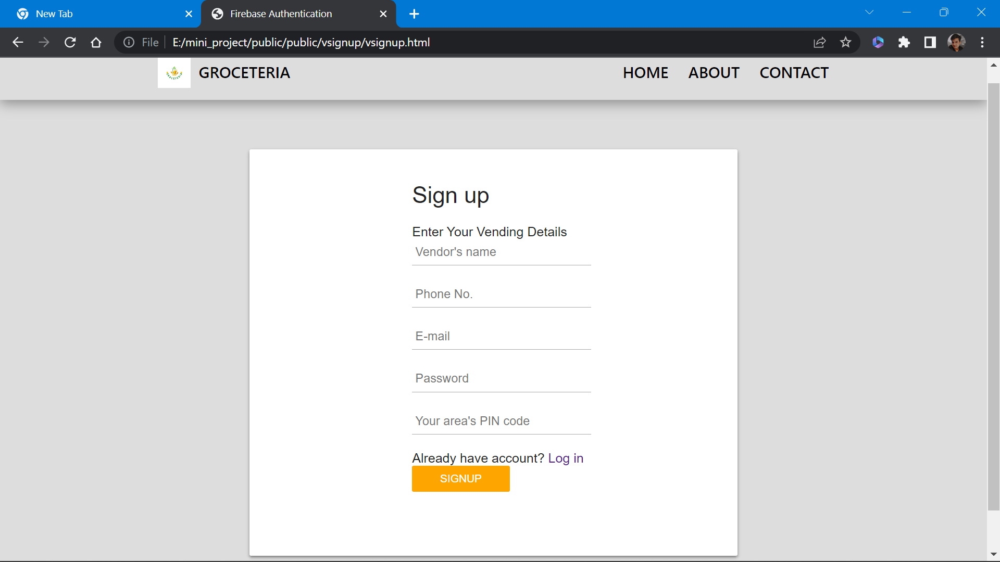 New Tab
Firebase Authentication
File
E:/mini_project/public/public/vsignup/vsignup.html
GROCETERIA
GROCETERIA
HOME
ABOUT
CONTACT
Sign up
Enter Your Vending Details
Vendor's name
Phone No.
E-mail
Password
Your area's PIN code
Already have account? Log in
SIGNUP